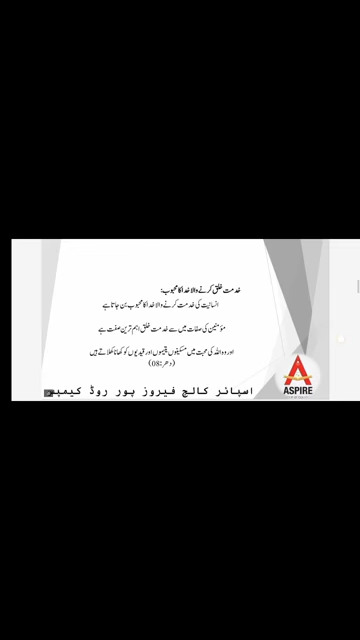 خدمت خلق کرنے والا خدا کا محبوب:
انسانیت کی خدمت کرنے والا خدا کا محبوب بن جاتا ہے
مؤمنین کی صفات میں سے خدمت خلق اہم ترین صفت ہے
اور وہ اللہ کی محبت میں مسکینوں یتیموں اور قیدیوں کو کھانا کھلاتے ہیں
(دھر:08)
ASPIRE
اسپائر کالج فیروز پور روڈ کیمپس